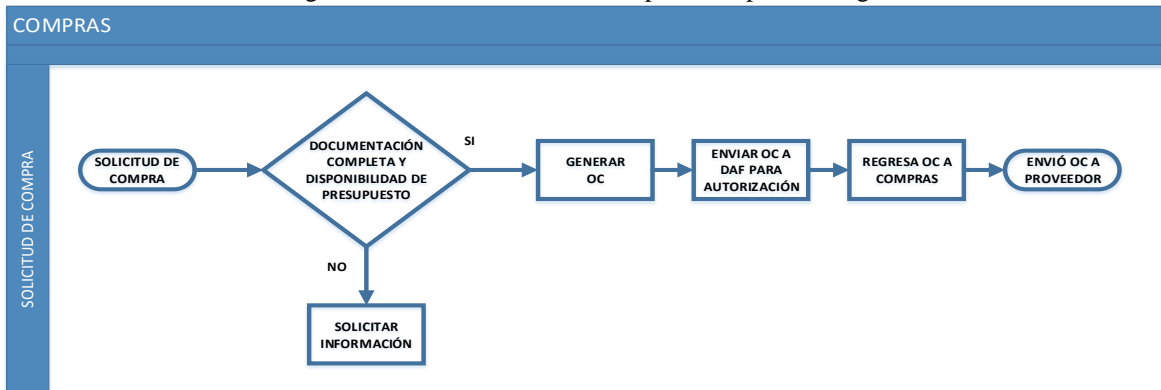 COMPRAS
SOLICITUD DE COMPRA
SOLICITUD DE
COMPRA
DOCUMENTACIÓN
COMPLETA Y
DISPONIBILIDAD DE
PRESUPUESTO
SI
GENERAR
OC
ENVIAR OC A
DAF PARA
AUTORIZACIÓN
REGRESA OC A
COMPRAS
ENVIÓ OC A
PROVEEDOR
NO
SOLICITAR
INFORMACIÓN